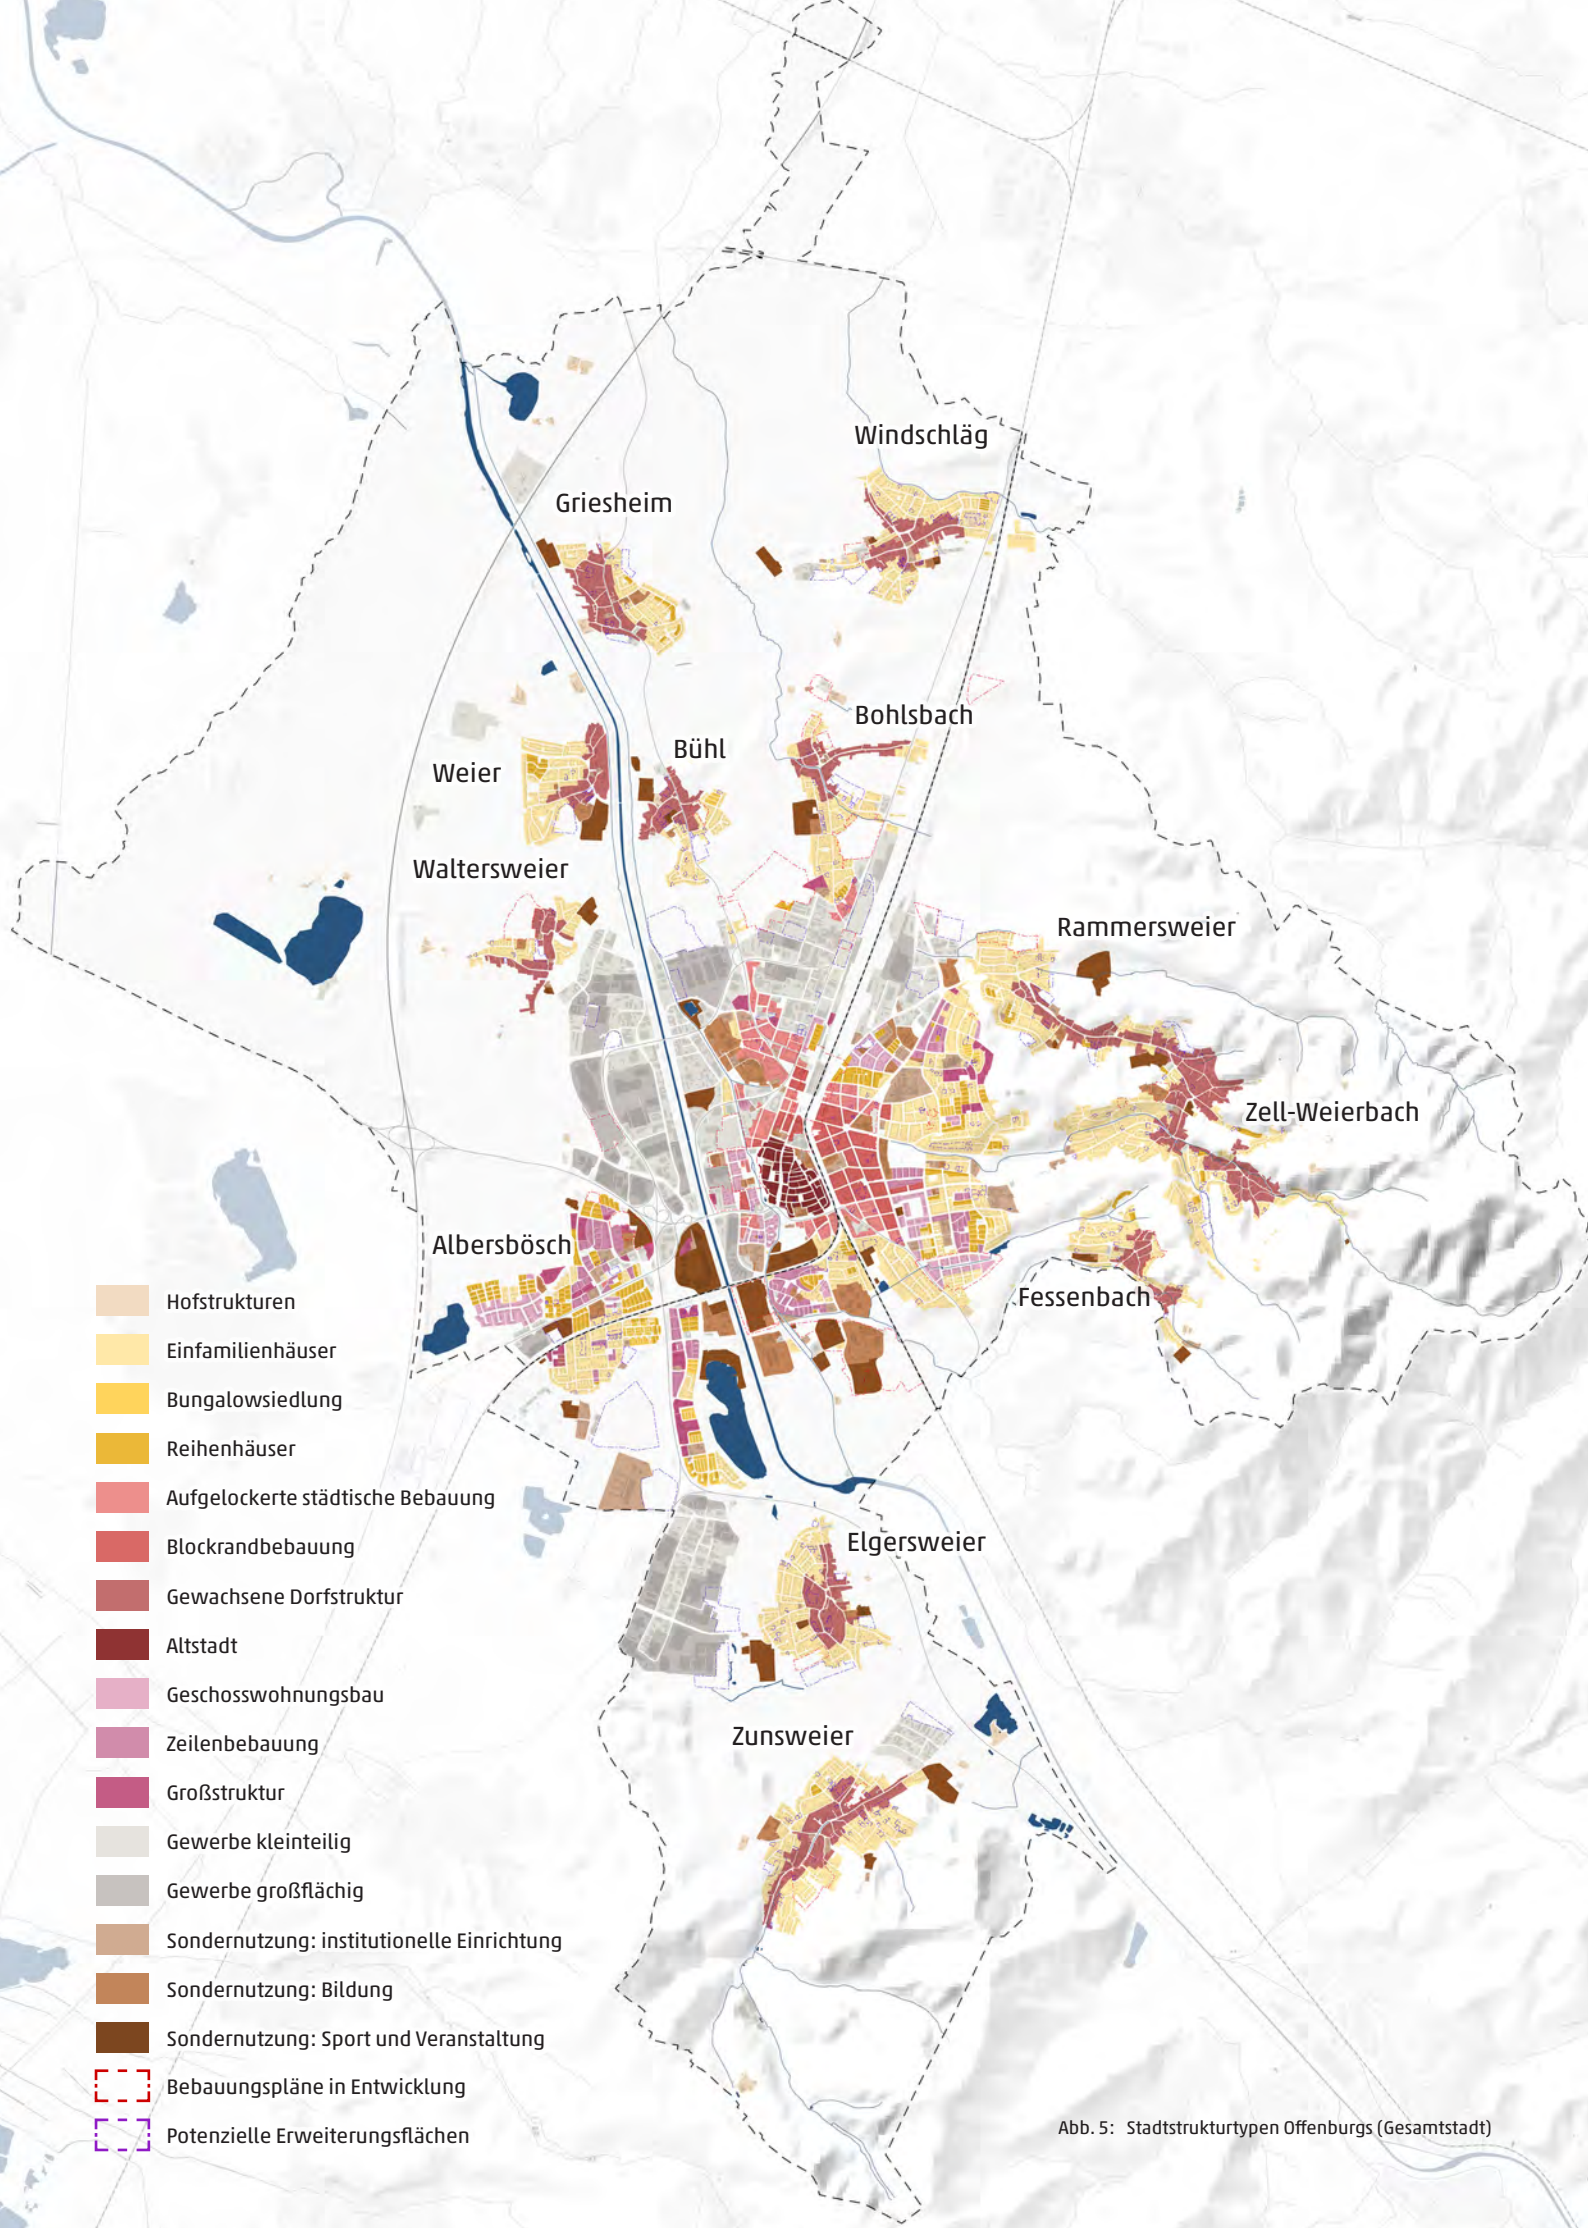 Windschläg
Griesheim
Bohlsbach
Bühl
Weier
Waltersweier
Rammersweier
Zell-Weierbach
Albersbösch
Fessenbach
Elgersweier
Zunsweier
Hofstrukturen
Einfamilienhäuser
Bungalowsiedlung
Reihenhäuser
Aufgelockerte städtische Bebauung
Blockrandbebauung
Gewachsene Dorfstruktur
Altstadt
Geschosswohnungsbau
Zeilenbebauung
Großstruktur
Gewerbe kleinteilig
Gewerbe großflächig
Sondernutzung: institutionelle Einrichtung
Sondernutzung: Bildung
Sondernutzung: Sport und Veranstaltung
Bebauungspläne in Entwicklung
Potenzielle Erweiterungsflächen
Abb. 5: Stadtstrukturtypen Offenburgs (Gesamtstadt)